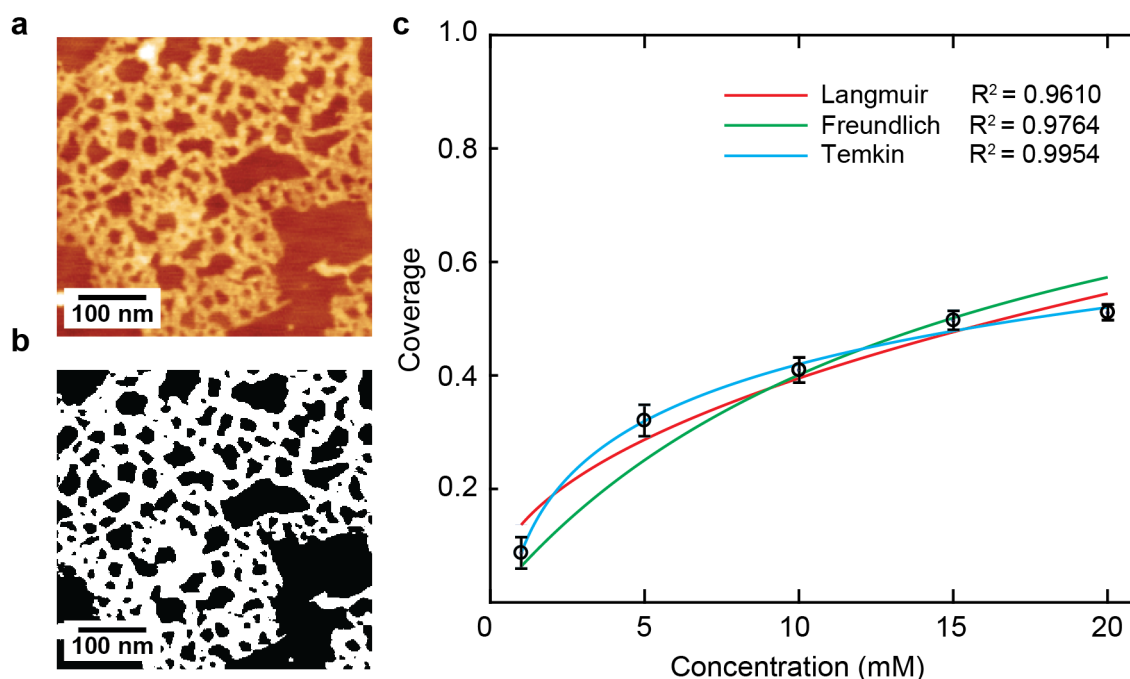 a
100 nm
b
100 nm
c
1.0
0.8
0.6
0.4
0.2
Coverage
Langmuir R² = 0.9610
Freundlich R² = 0.9764
Temkin R² = 0.9954
0 5 10 15 20
Concentration (mM)